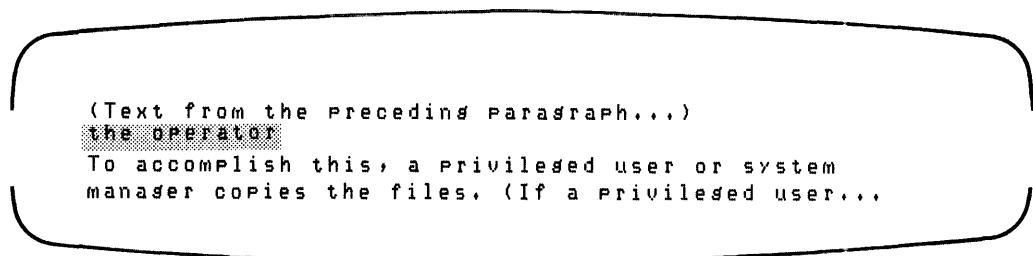 (Text from the preceding paragraph...)
the operator
To accomplish this, a privileged user or system
manager copies the files. (If a privileged user...